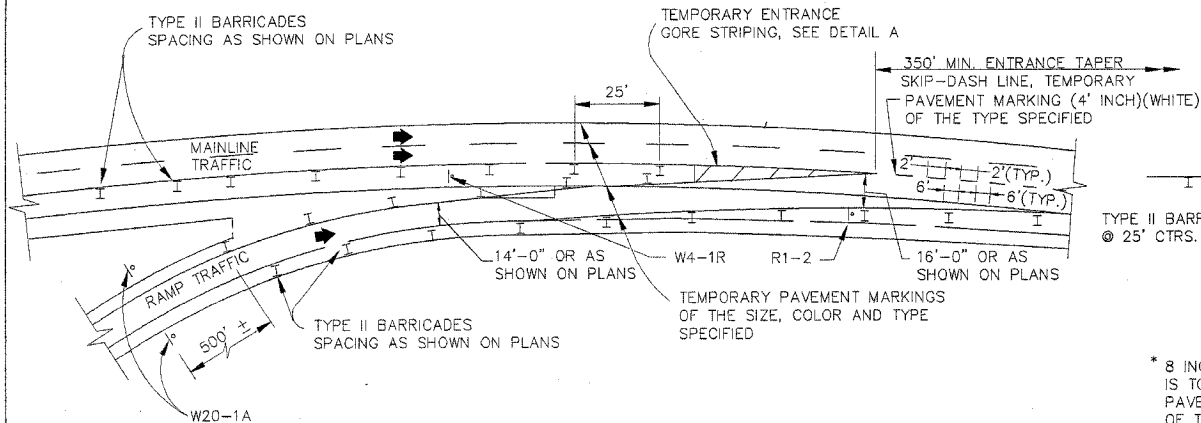 TYPE II BARRICADES
SPACING AS SHOWN ON PLANS
TEMPORARY ENTRANCE
GORE STRIPING, SEE DETAIL A
350' MIN. ENTRANCE TAPER
SKIP-DASH LINE, TEMPORARY
PAVEMENT MARKING (4' INCH)(WHITE)
OF THE TYPE SPECIFIED
25'
MAINLINE
TRAFFIC
2'
2'(TYP.)
6'
6'(TYP.)
TYPE II BARR
@ 25' CTRS.
14'-0" OR AS
SHOWN ON PLANS
W4-1R
R1-2
16'-0" OR AS
SHOWN ON PLANS
RAMP TRAFFIC
TEMPORARY PAVEMENT MARKINGS
OF THE SIZE, COLOR AND TYPE
SPECIFIED
TYPE II BARRICADES
SPACING AS SHOWN ON PLANS
500' ±
W20-1A
* 8 INC
IS TO
PAVE
OF T